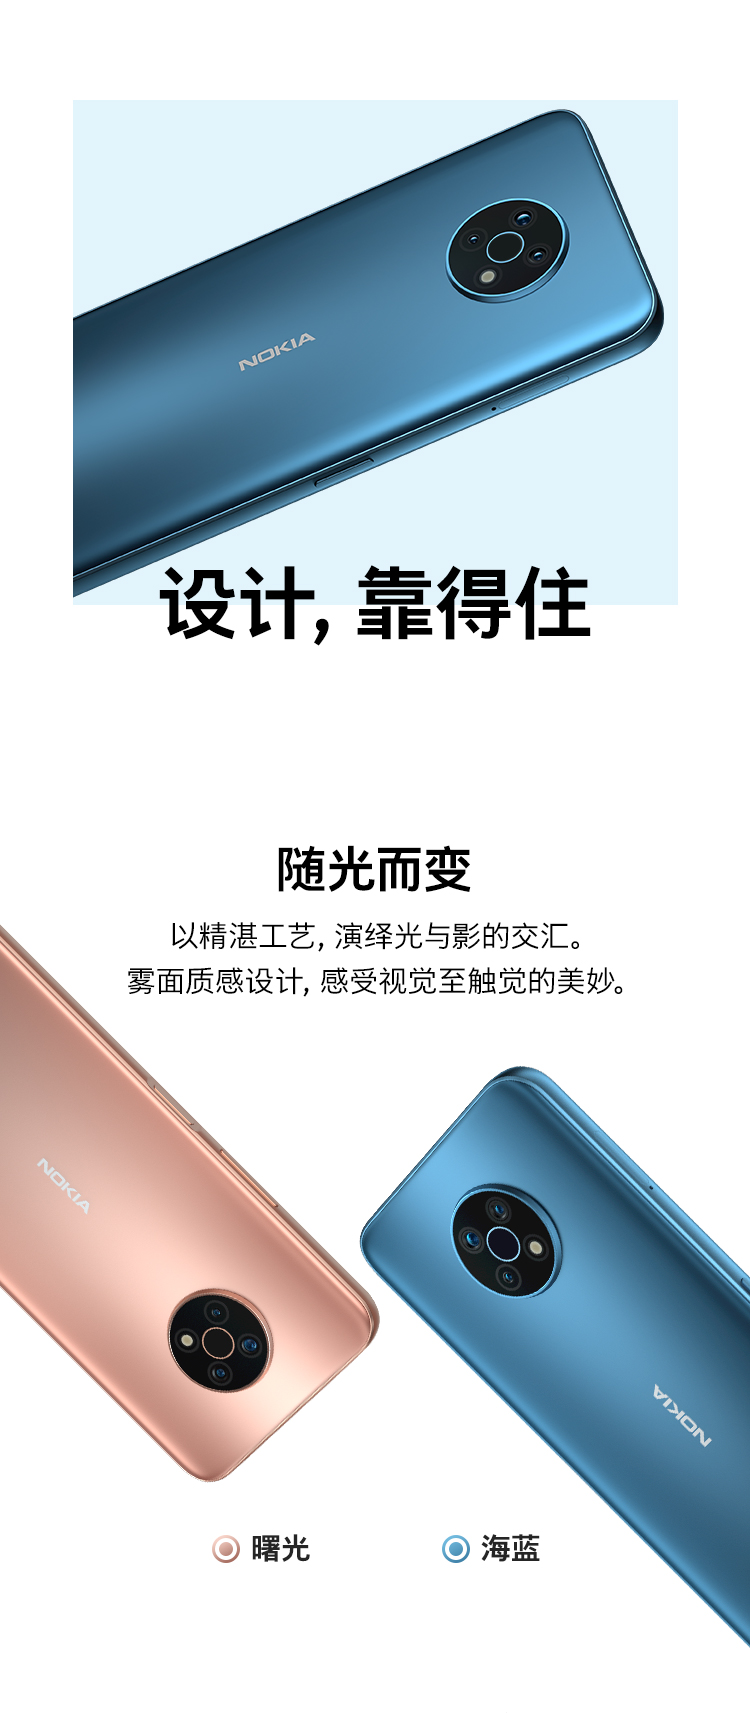 NOKIA
设计, 靠得住
随光而变
以精湛工艺, 演绎光与影的交汇。
雾面质感设计, 感受视觉至触觉的美妙。
NOKIA
NOKIA
曙光
海蓝